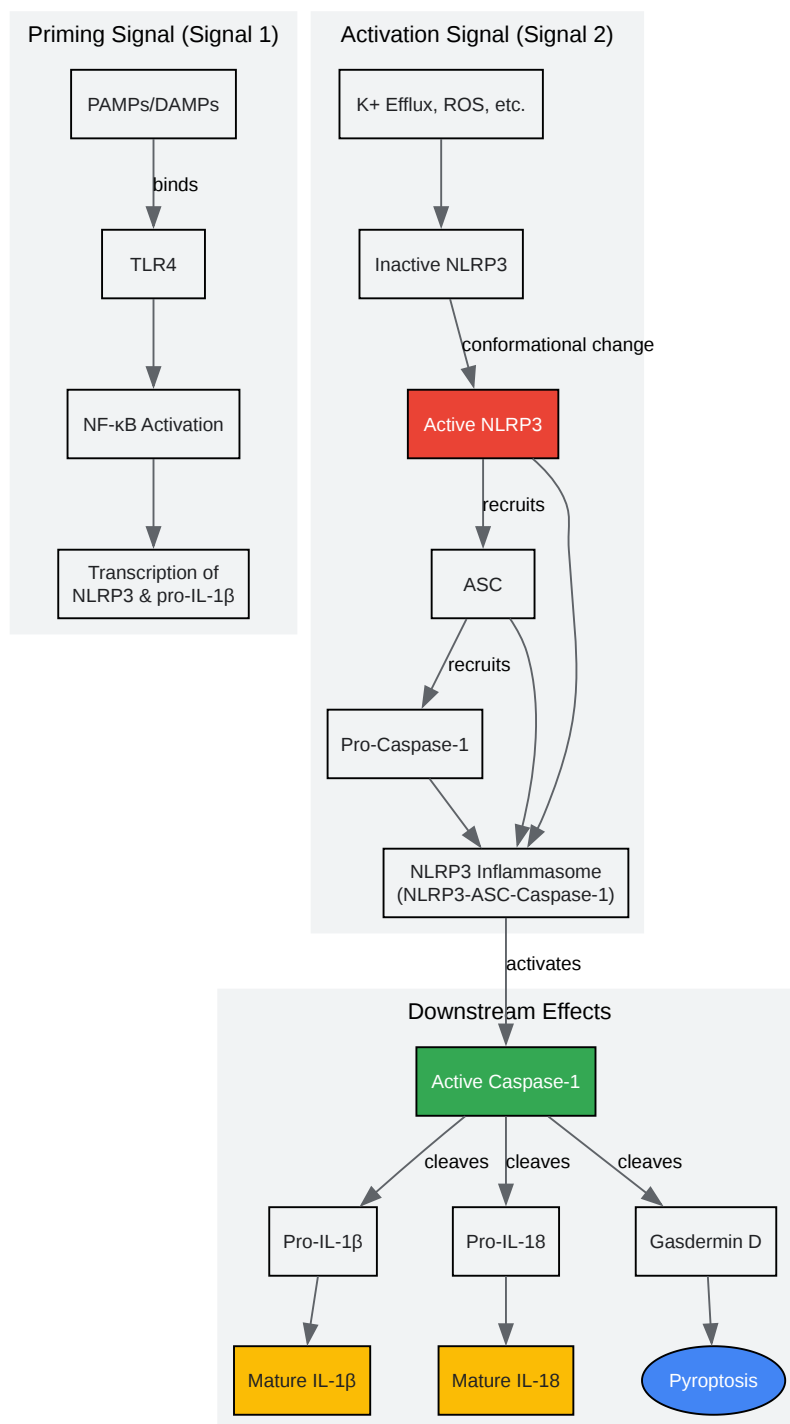 Priming Signal (Signal 1)
PAMPs/DAMPs
binds
TLR4
NF-κB Activation
Transcription of
NLRP3 & pro-IL-1β
Activation Signal (Signal 2)
K+ Efflux, ROS, etc.
Inactive NLRP3
conformational change
Active NLRP3
recruits
ASC
recruits
Pro-Caspase-1
NLRP3 Inflammasome
(NLRP3-ASC-Caspase-1)
activates
Downstream Effects
Active Caspase-1
cleaves
cleaves
cleaves
Pro-IL-1β
Pro-IL-18
Gasdermin D
Mature IL-1β
Mature IL-18
Pyroptosis